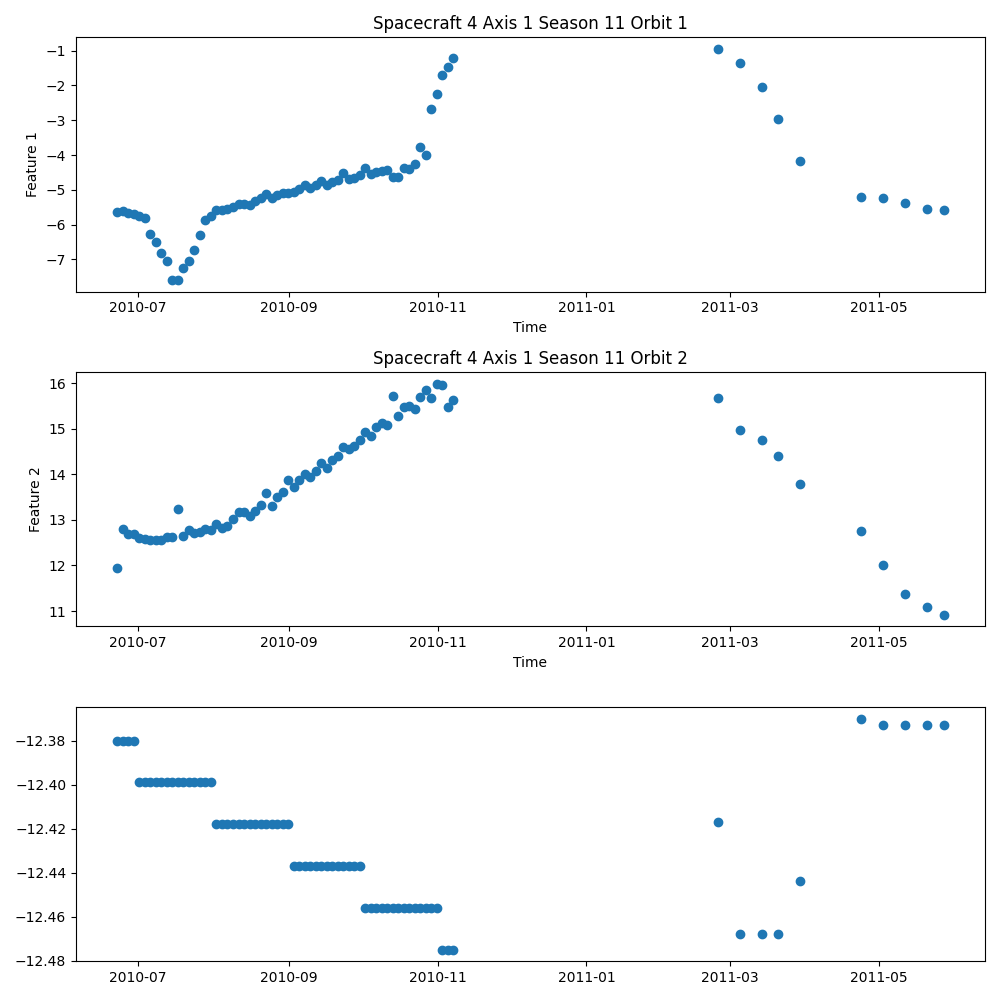 Spacecraft 4 Axis 1 Season 11 Orbit 1
−1
−2
−3
−4
−5
−6
−7
Feature 1
2010-07 2010-09 2010-11 2011-01 2011-03 2011-05
Time
Spacecraft 4 Axis 1 Season 11 Orbit 2
16
15
14
13
12
11
Feature 2
2010-07 2010-09 2010-11 2011-01 2011-03 2011-05
Time
−12.38
−12.40
−12.42
−12.44
−12.46
−12.48
2010-07 2010-09 2010-11 2011-01 2011-03 2011-05